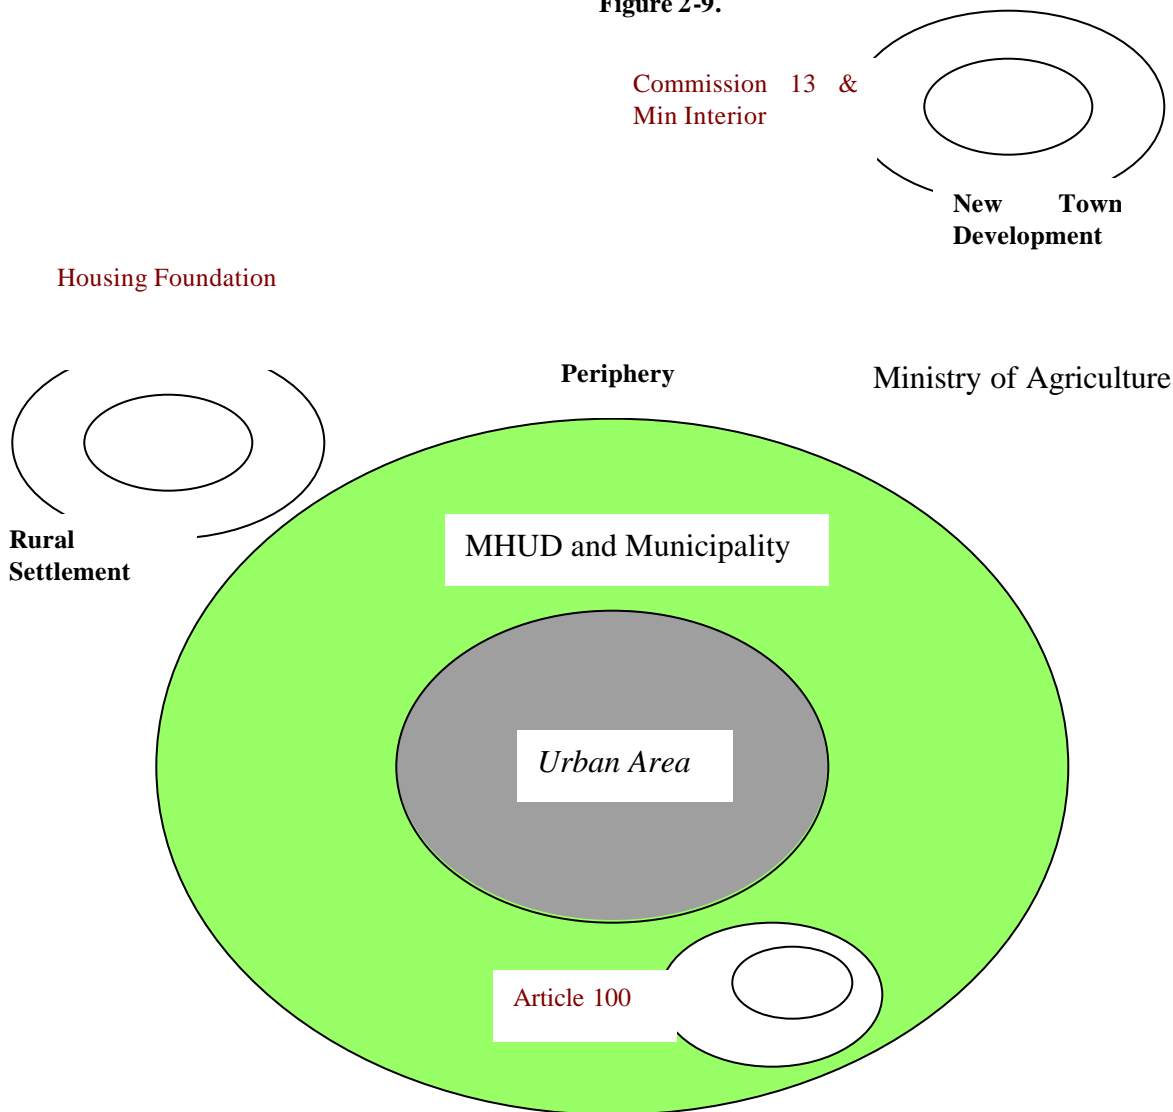 Figure 2-9.
Commission 13 &
Min Interior
New Town
Development
Housing Foundation
Periphery
Ministry of Agriculture
Rural
Settlement
MHUD and Municipality
Urban Area
Article 100